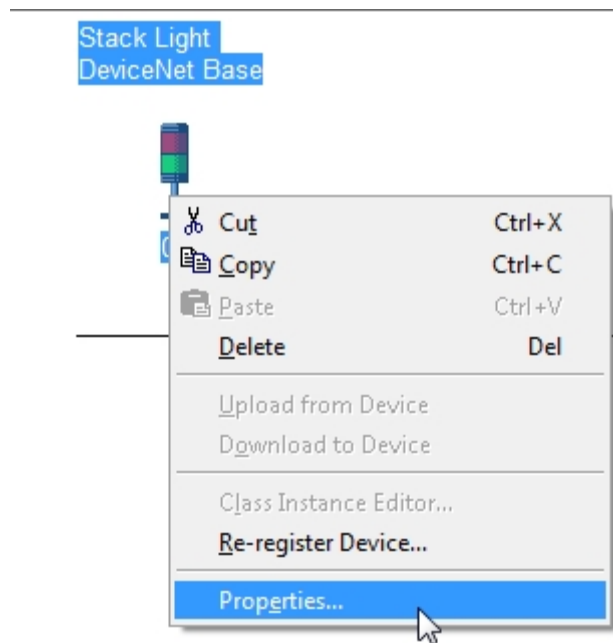 Stack Light
DeviceNet Base
Cut Ctrl+X
Copy Ctrl+C
Paste Ctrl+V
Delete Del
Upload from Device
Download to Device
Class Instance Editor...
Re-register Device...
Properties...